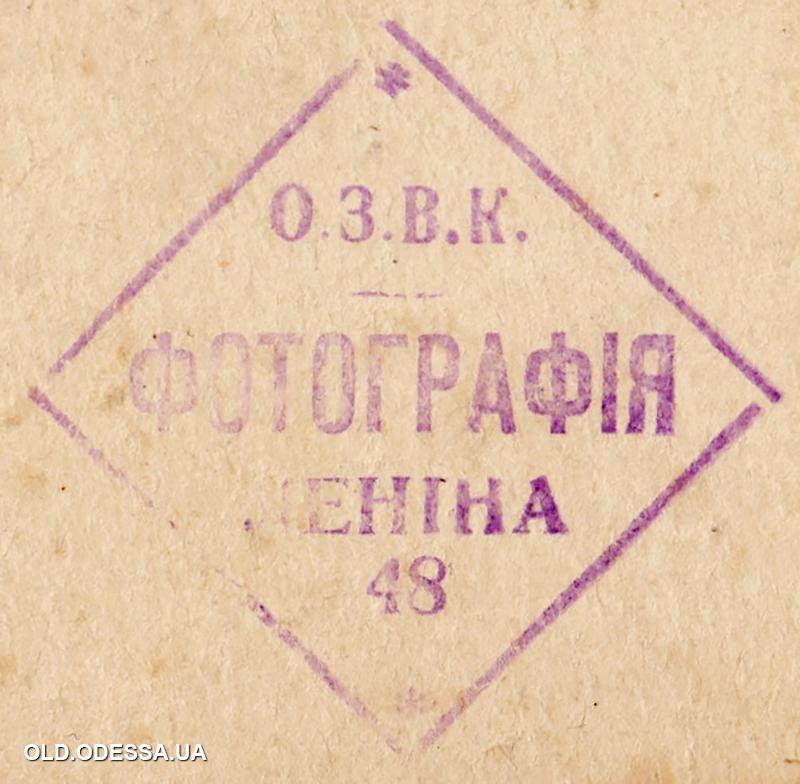 О.З.В.К.
ФОТОГРАФІЯ
ЛЕНІНА
48
OLD.ODESSA.UA